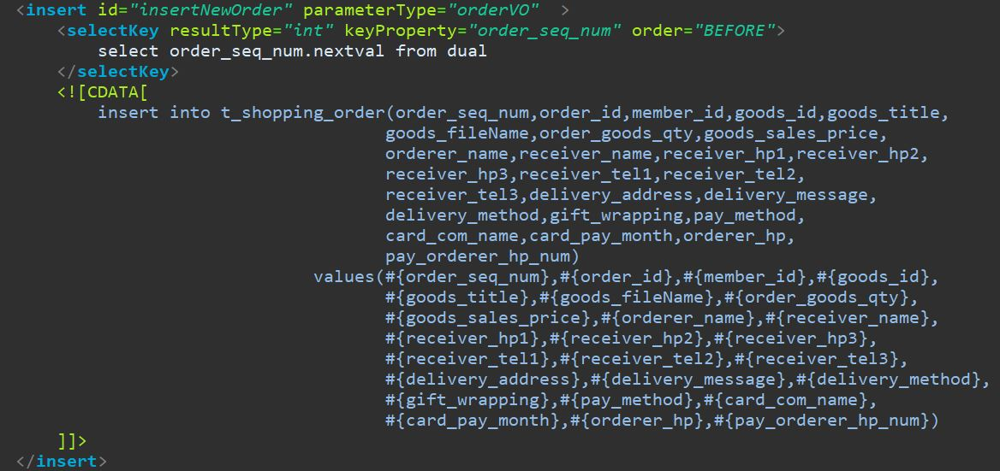 <insert id="insertNewOrder" parameterType="orderVO"  >
    <selectKey resultType="int" keyProperty="order_seq_num" order="BEFORE">
        select order_seq_num.nextval from dual
    </selectKey>
    <![CDATA[
        insert into t_shopping_order(order_seq_num,order_id,member_id,goods_id,goods_title,
                                    goods_fileName,order_goods_qty,goods_sales_price,
                                    orderer_name,receiver_name,receiver_hp1,receiver_hp2,
                                    receiver_hp3,receiver_tel1,receiver_tel2,
                                    receiver_tel3,delivery_address,delivery_message,
                                    delivery_method,gift_wrapping,pay_method,
                                    card_com_name,card_pay_month,orderer_hp,
                                    pay_orderer_hp_num)
                             values(#{order_seq_num},#{order_id},#{member_id},#{goods_id},
                                    #{goods_title},#{goods_fileName},#{order_goods_qty},
                                    #{goods_sales_price},#{orderer_name},#{receiver_name},
                                    #{receiver_hp1},#{receiver_hp2},#{receiver_hp3},
                                    #{receiver_tel1},#{receiver_tel2},#{receiver_tel3},
                                    #{delivery_address},#{delivery_message},#{delivery_method},
                                    #{gift_wrapping},#{pay_method},#{card_com_name},
                                    #{card_pay_month},#{orderer_hp},#{pay_orderer_hp_num})
    ]]>
</insert>